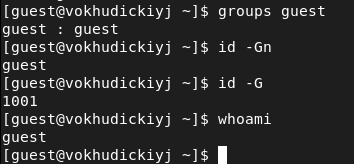 [guest@vokhudickiyj ~]$ groups guest
guest : guest
[guest@vokhudickiyj ~]$ id -Gn
guest
[guest@vokhudickiyj ~]$ id -G
1001
[guest@vokhudickiyj ~]$ whoami
guest
[guest@vokhudickiyj ~]$